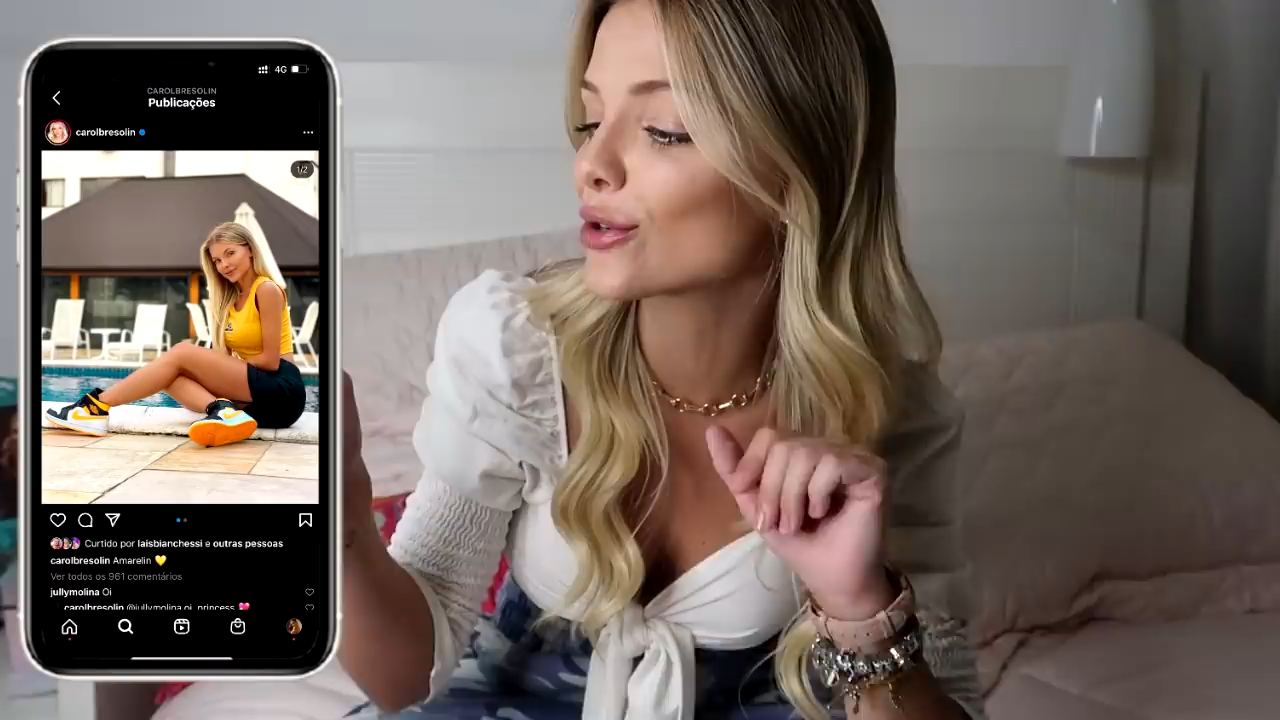 4G
CAROLBRESOLIN
Publicações
carolbresolin
1/2
Curtido por laisbianchessi e outras pessoas
carolbresolin Amarelin 💛
Ver todos os 961 comentários
jullymolina Oi
carolbresolin @jullymolina oi, princess 💖